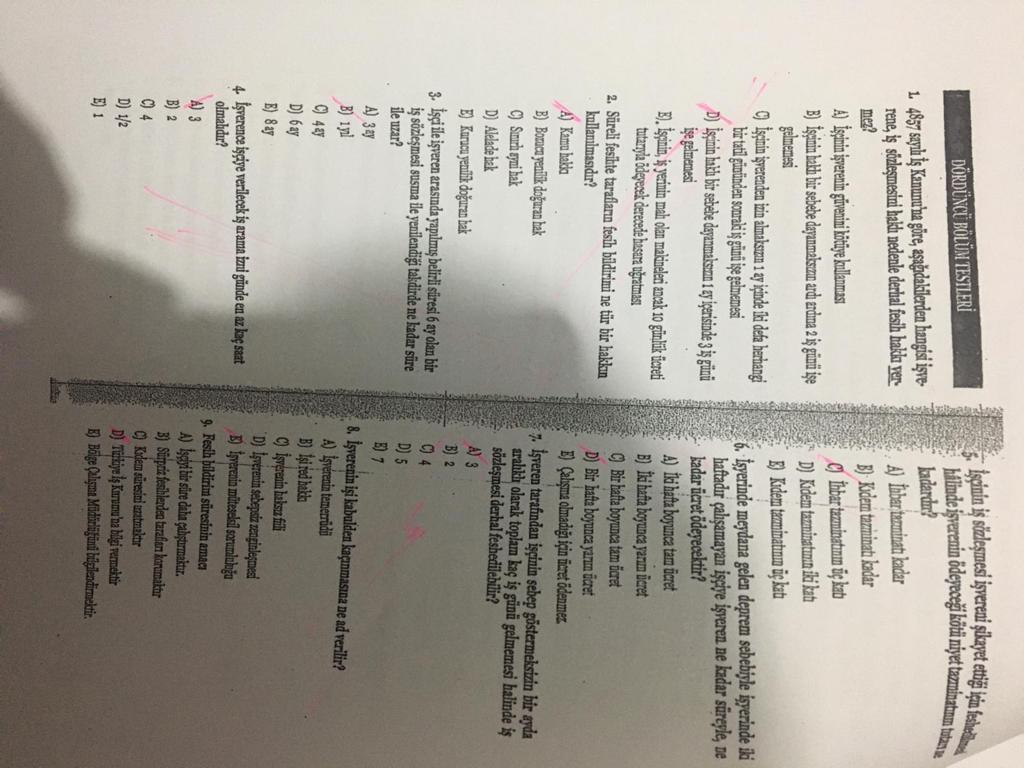 DÖRDÜNCÜ BÖLÜM TESTLERİ
1. 4857 sayılı İş Kanunu'na göre, aşağıdakilerden hangisi işve-
rene, iş sözleşmesini haklı nedenle derhal fesih hakkı ver-
mez?
A) İşçinin işverenin güvenini kötüye kullanması
B) İşçinin haklı bir sebebe dayanmaksızın ardı ardına 2 iş günü işe
gelmemesi
C) İşçinin işverenden izin almaksızın 1 ay içinde iki defa herhangi
bir tatil gününden sonraki iş günü işe gelmemesi
D) İşçinin haklı bir sebebe dayanmaksızın 1 ay içerisinde 3 iş günü
işe gelmemesi
E) İşçinin, iş yerinin malı olan makineleri ancak 10 günlük ücreti
tutarıyla ödeyecek derecede hasara uğratması
2. Süreli fesihte tarafların fesih bildirimi ne tür bir hakkın
kullanılmasıdır?
A) Kamu hakkı
B) Bozucu yenilik doğuran hak
C) Sınırlı ayni hak
D) Alelade hak
E) Kurucu yenilik doğuran hak
3. İşçi ile işveren arasında yapılmış belirli süresi 6 ay olan bir
iş sözleşmesi susma ile yenilendiği takdirde ne kadar süre
ile uzar?
A) 3 ay
B) 1 yıl
C) 4 ay
D) 6 ay
E) 8 ay
4. İşverence işçiye verilecek iş arama izni günde en az kaç saat
olmalıdır?
A) 3
B) 2
C) 4
D) 1/2
E) 1
5. İşçinin iş sözleşmesi işvereni şikayet ettiği için feshedilmesi
hâlinde işverenin ödeyeceği kötü niyet tazminatının tutarı ne
kadardır?
A) İhbar tazminatı kadar
B) Kıdem tazminatı kadar
C) İhbar tazminatının üç katı
D) Kıdem tazminatının iki katı
E) Kıdem tazminatının üç katı
6. İşyerinde meydana gelen deprem sebebiyle işyerinde iki
haftadır çalışamayan işçiye işveren ne kadar süreyle, ne
kadar ücret ödeyecektir?
A) İki hafta boyunca tam ücret
B) İki hafta boyunca yarım ücret
C) Bir hafta boyunca tam ücret
D) Bir hafta boyunca yarım ücret
E) Çalışma olmadığı için ücret ödenmez.
7. İşveren tarafından işçinin sebep göstermeksizin bir ayda
aralıklı olarak toplam kaç iş günü gelmemesi halinde iş
sözleşmesi derhal feshedilebilir?
A) 3
B) 2
C) 4
D) 5
E) 7
8. İşverenin işi kabulden kaçınmasına ne ad verilir?
A) İşverenin temerrüdü
B) İşi red hakkı
C) İşverenin haksız fiili
D) İşverenin sebepsiz zenginleşmesi
E) İşverenin müteselsil sorumluluğu
9. Fesih bildirimi süresinin amacı
A) İşçiyi bir süre daha çalıştırmaktır.
B) Sürpriz fesihlerden tarafları korumaktır
C) Kıdem süresini arttırmaktır
D) Türkiye İş Kurumu'na bilgi vermektir
E) Bölge Çalışma Müdürlüğünü bilgilendirmektir.